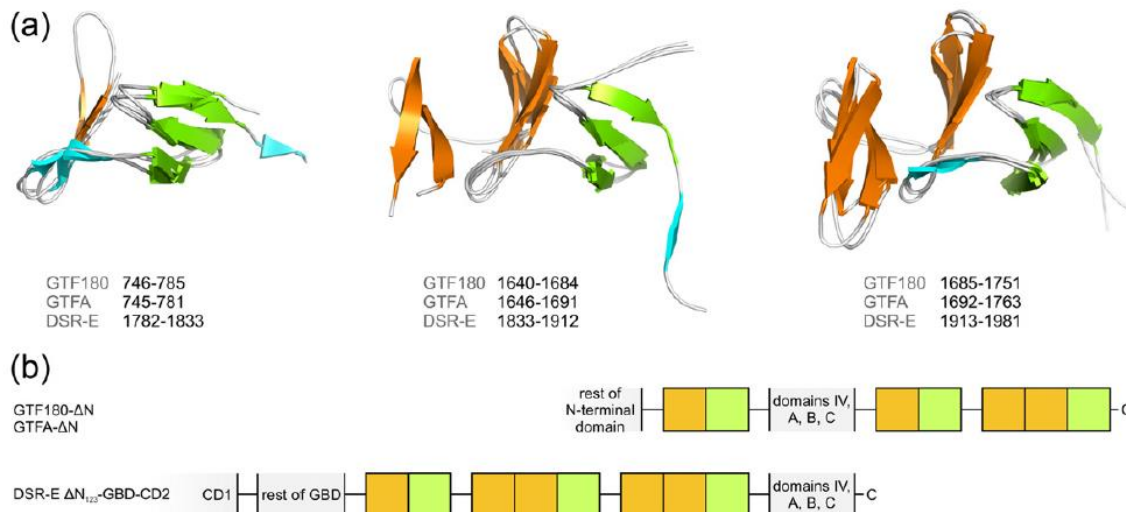 (a)
GTF180 746-785
GTFA 745-781
DSR-E 1782-1833
GTF180 1640-1684
GTFA 1646-1691
DSR-E 1833-1912
GTF180 1685-1751
GTFA 1692-1763
DSR-E 1913-1981
(b)
GTF180-ΔN
GTFA-ΔN
rest of
N-terminal
domain
domains IV,
A, B, C
C
DSR-E ΔN₁₂₃-GBD-CD2
CD1
rest of GBD
domains IV,
A, B, C
C